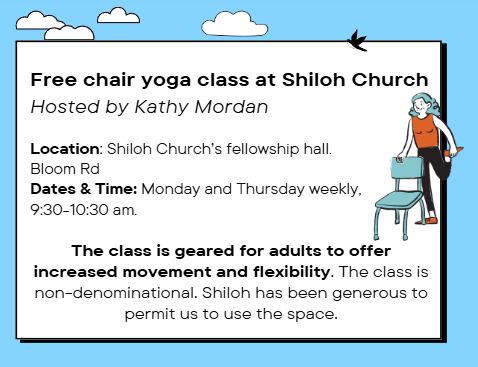 Free chair yoga class at Shiloh Church
Hosted by Kathy Mordan
Location: Shiloh Church's fellowship hall.
Bloom Rd
Dates & Time: Monday and Thursday weekly,
9:30-10:30 am.
The class is geared for adults to offer
increased movement and flexibility. The class is
non-denominational. Shiloh has been generous to
permit us to use the space.